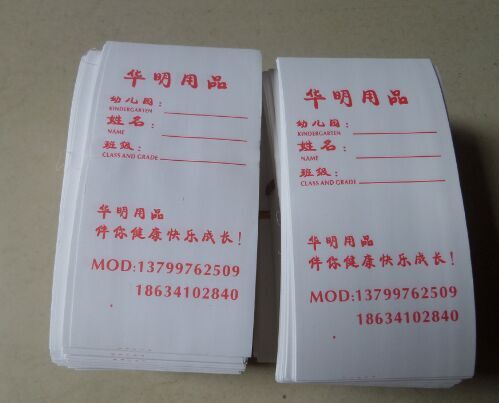 华明用品
幼儿园：
KINDERGARTEN
姓名：
NAME
班级：
CLASS AND GRADE
华明用品
伴你健康快乐成长！
MOD:13799762509
18634102840
华明用品
幼儿园：
KINDERGARTEN
姓名：
NAME
班级：
CLASS AND GRADE
华明用品
伴你健康快乐成长！
MOD:13799762509
18634102840